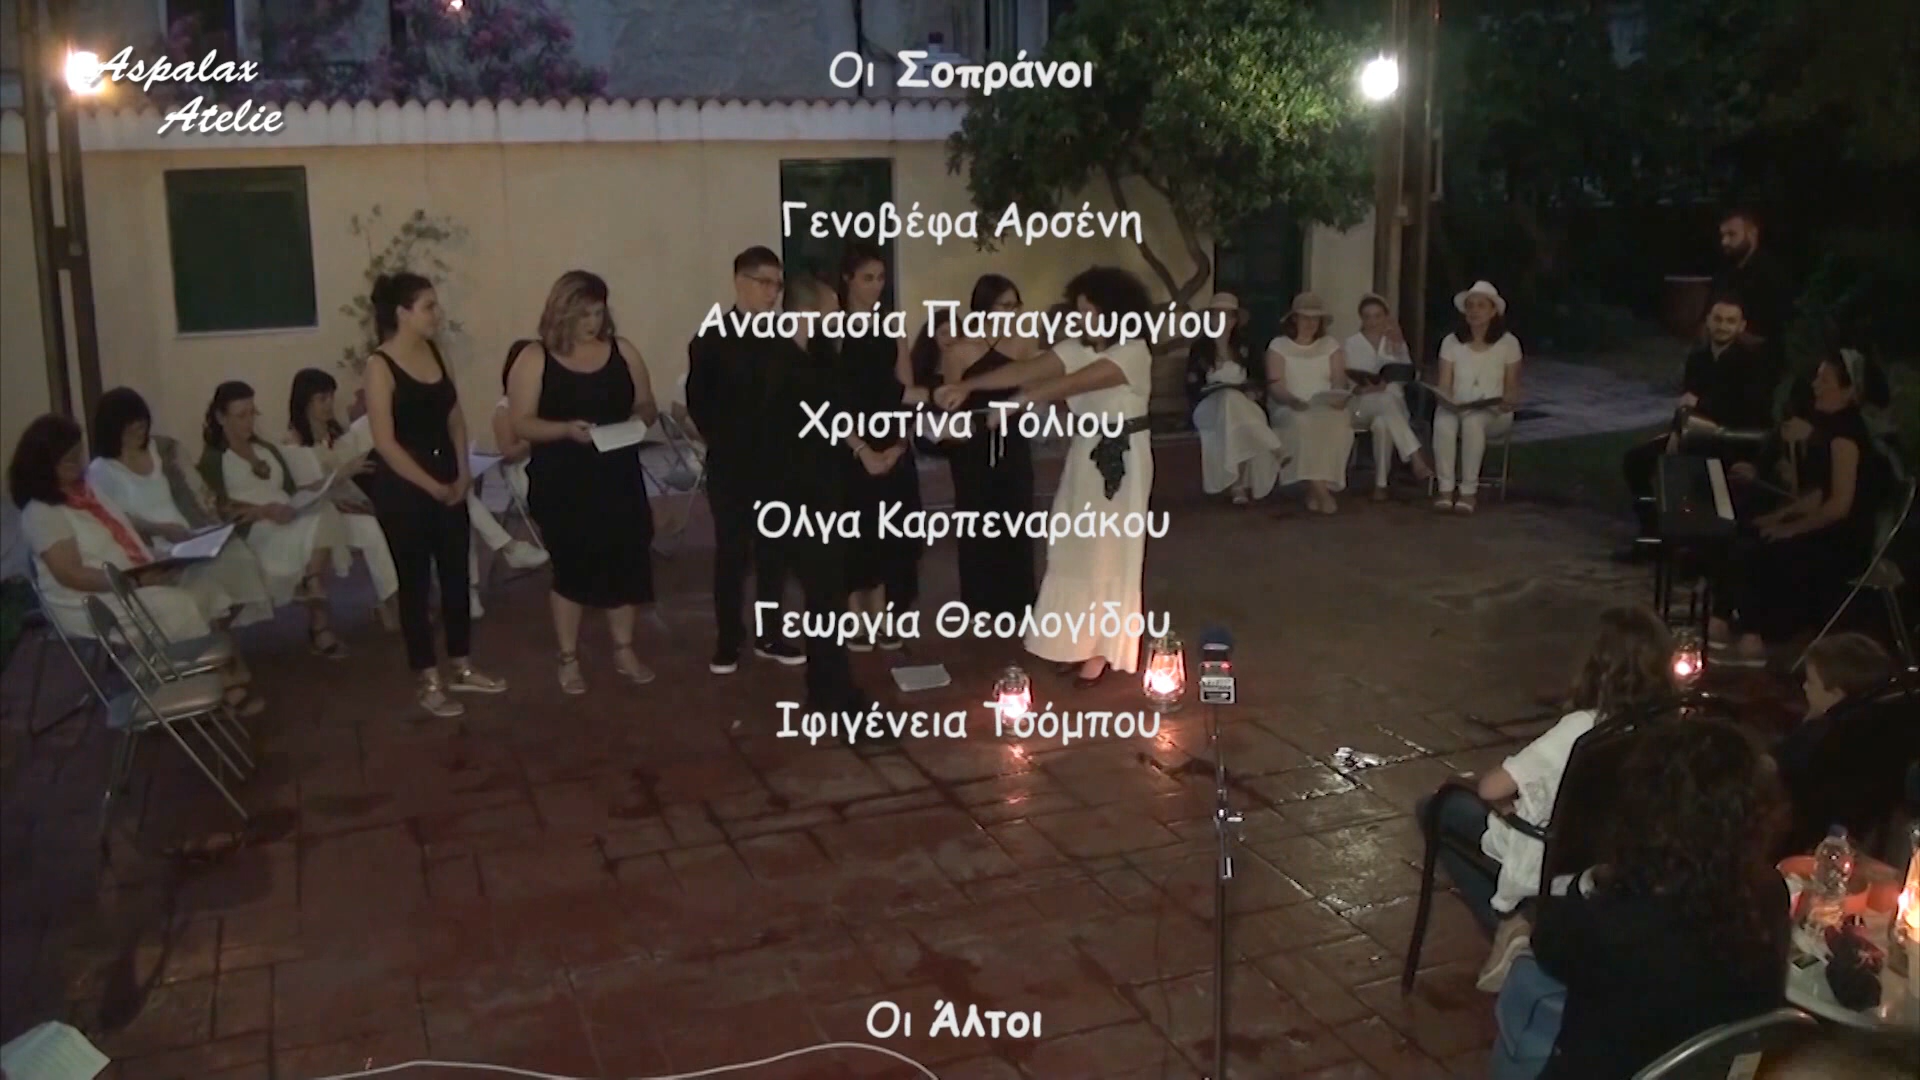 Aspalax
Atelie
Οι Σοπράνοι
Γενοβέφα Αρσένη
Αναστασία Παπαγεωργίου
Χριστίνα Τόλιου
Όλγα Καρπεναράκου
Γεωργία Θεολογίδου
Ιφιγένεια Τσόμπου
Οι Άλτοι